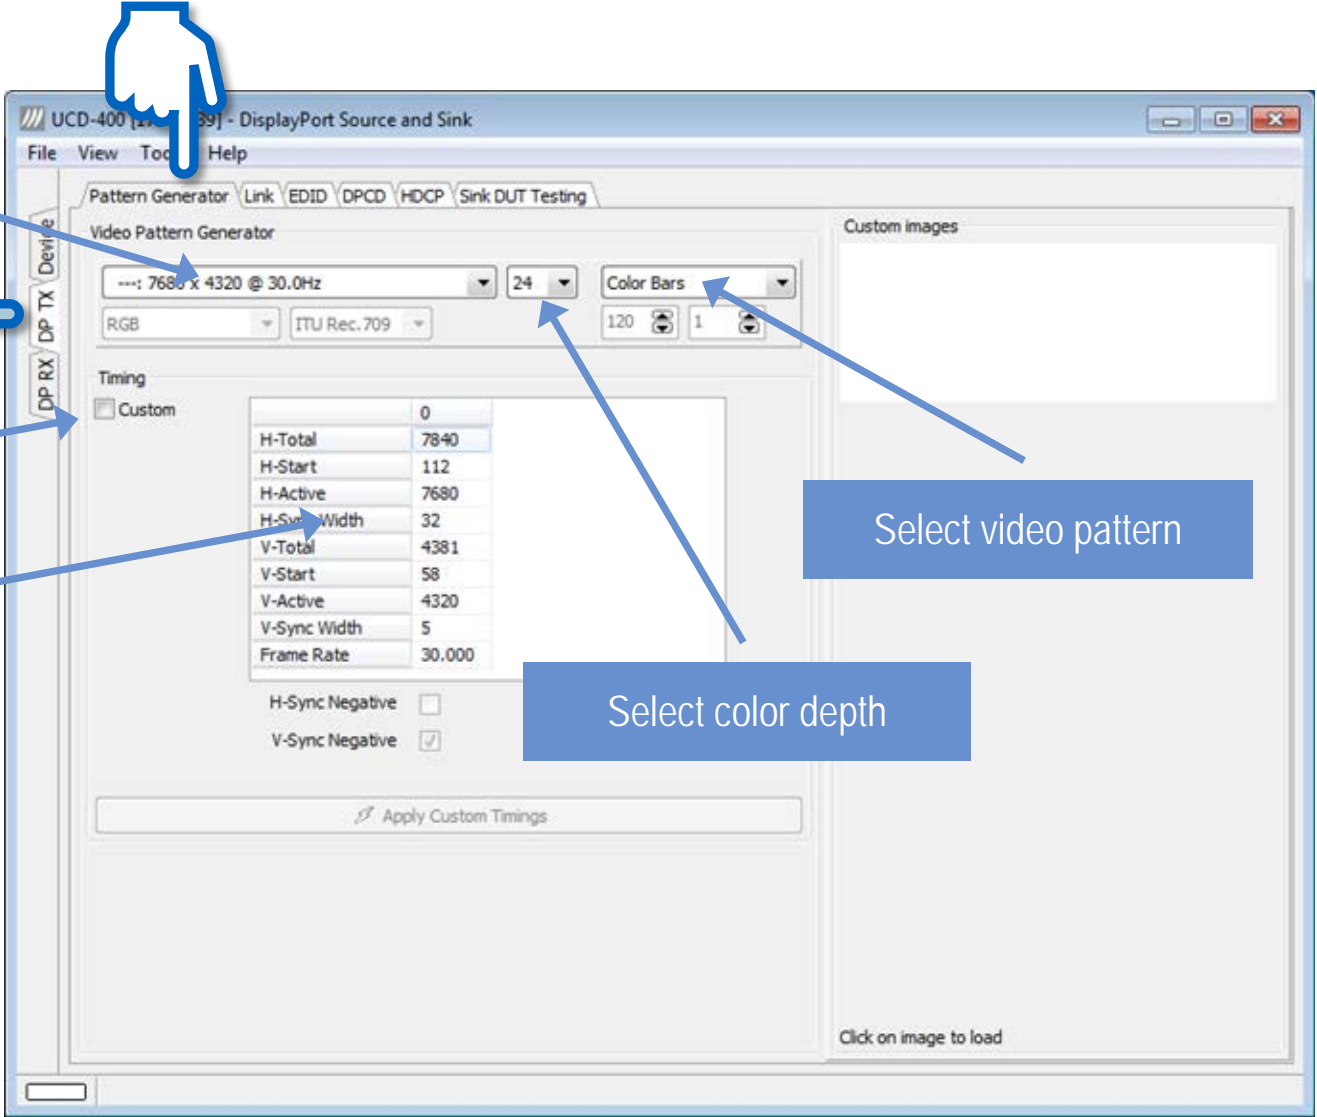 UCD-400 [1 39] - DisplayPort Source and Sink
File View Too Help
Pattern Generator Link EDID DPCD HDCP Sink DUT Testing
Device
DP TX
DP RX
Video Pattern Generator
Custom images
---: 7680 x 4320 @ 30.0Hz 24 Color Bars
RGB ITU Rec.709 120 1
Timing
Custom
0
H-Total 7840
H-Start 112
H-Active 7680
H-Sync Width 32
V-Total 4381
V-Start 58
V-Active 4320
V-Sync Width 5
Frame Rate 30.000
H-Sync Negative
V-Sync Negative
Apply Custom Timings
Select video pattern
Select color depth
Click on image to load